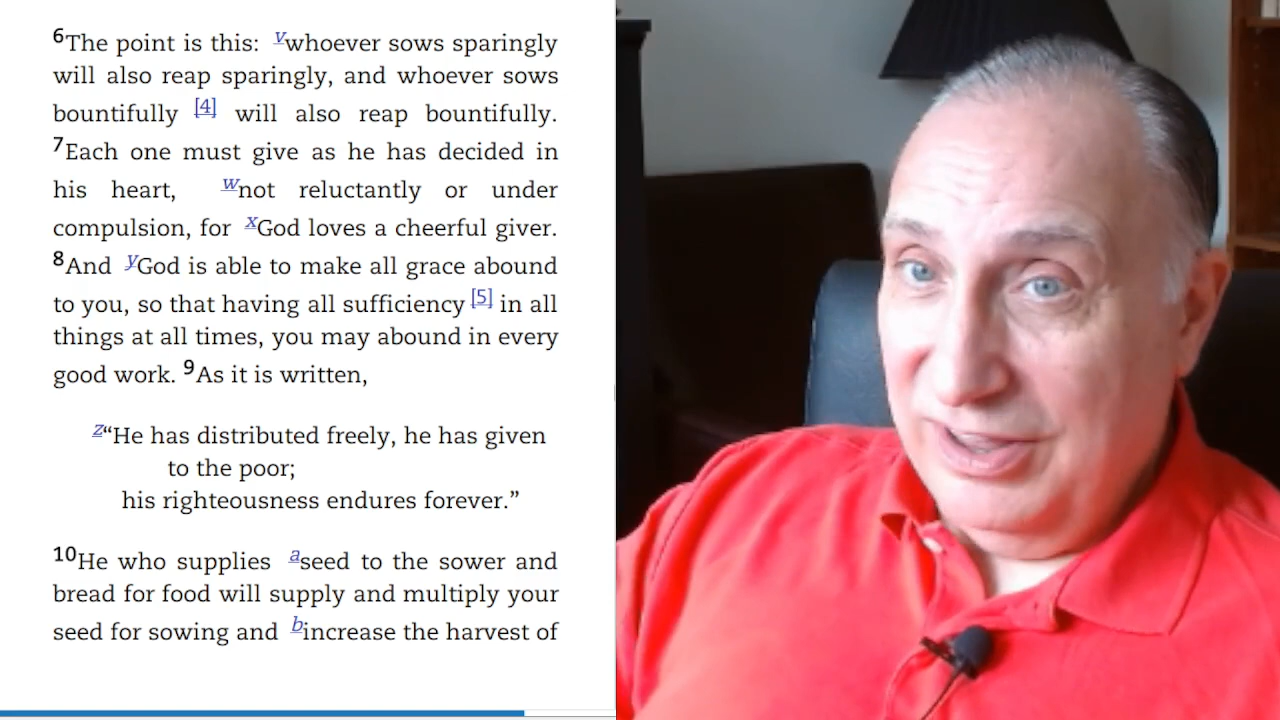 6The point is this: vwhoever sows sparingly
will also reap sparingly, and whoever sows
bountifully [4] will also reap bountifully.
7Each one must give as he has decided in
his heart, wnot reluctantly or under
compulsion, for xGod loves a cheerful giver.
8And yGod is able to make all grace abound
to you, so that having all sufficiency [5] in all
things at all times, you may abound in every
good work. 9As it is written,
z“He has distributed freely, he has given
to the poor;
his righteousness endures forever.”
10He who supplies aseed to the sower and
bread for food will supply and multiply your
seed for sowing and bincrease the harvest of